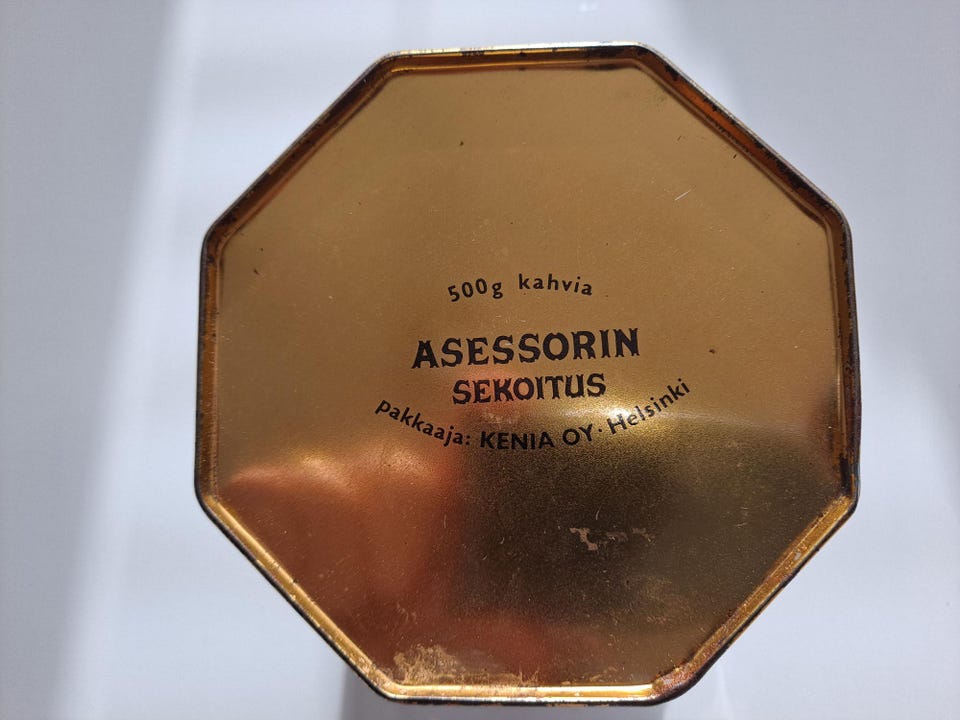 500g kahvia
ASESSORIN
SEKOITUS
pakkaaja: KENIA OY · Helsinki